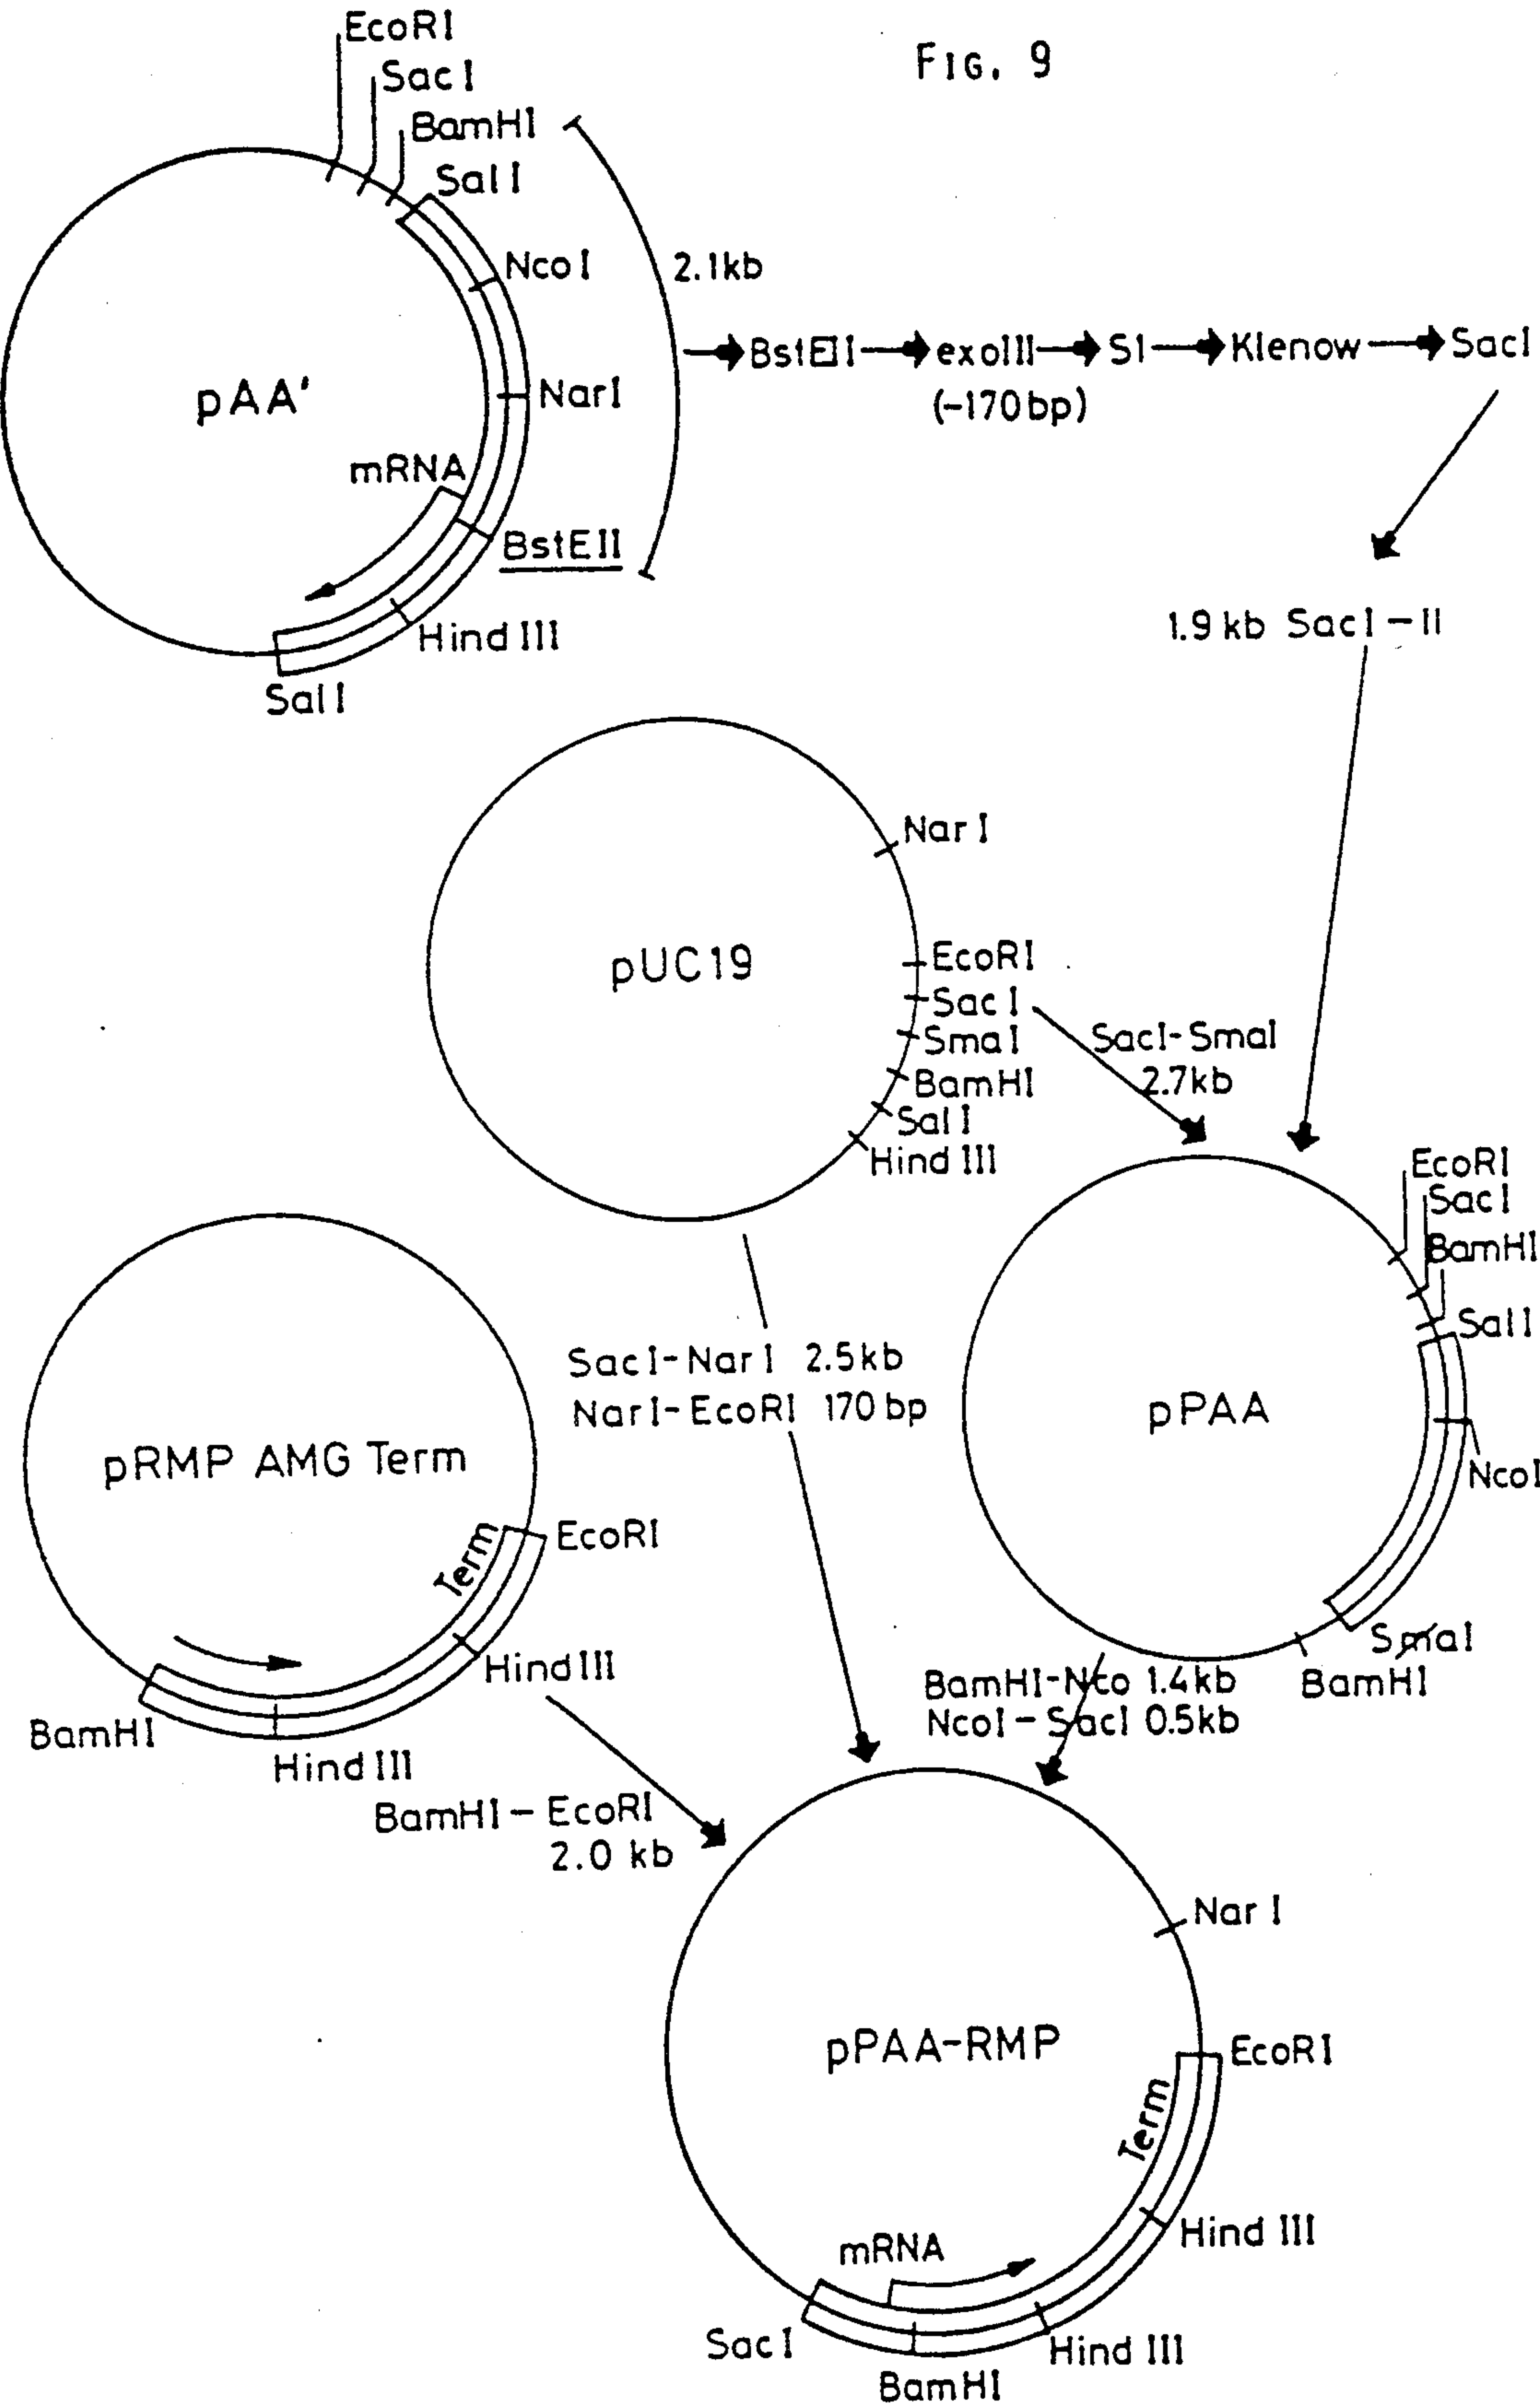 FIG. 9
EcoRI
SacI
BamHI
SalI
NcoI
2.1kb
NarI
pAA'
mRNA
BstEII
HindIII
SalI
BstEII
exoIII
(-170bp)
S1
Klenow
SacI
1.9 kb SacI-II
NarI
pUC19
EcoRI
SacI
SmaI
BamHI
SalI
HindIII
SacI-SmaI
2.7kb
EcoRI
SacI
BamHI
SalI
pPAA
NcoI
SmaI
BamHI
SacI-NarI 2.5kb
NarI-EcoRI 170bp
pRMP AMG Term
Term
EcoRI
HindIII
BamHI
HindIII
BamHI-Nco 1.4kb
NcoI-SacI 0.5kb
BamHI-EcoRI
2.0 kb
NarI
pPAA-RMP
EcoRI
Term
HindIII
mRNA
SacI
HindIII
BamHI